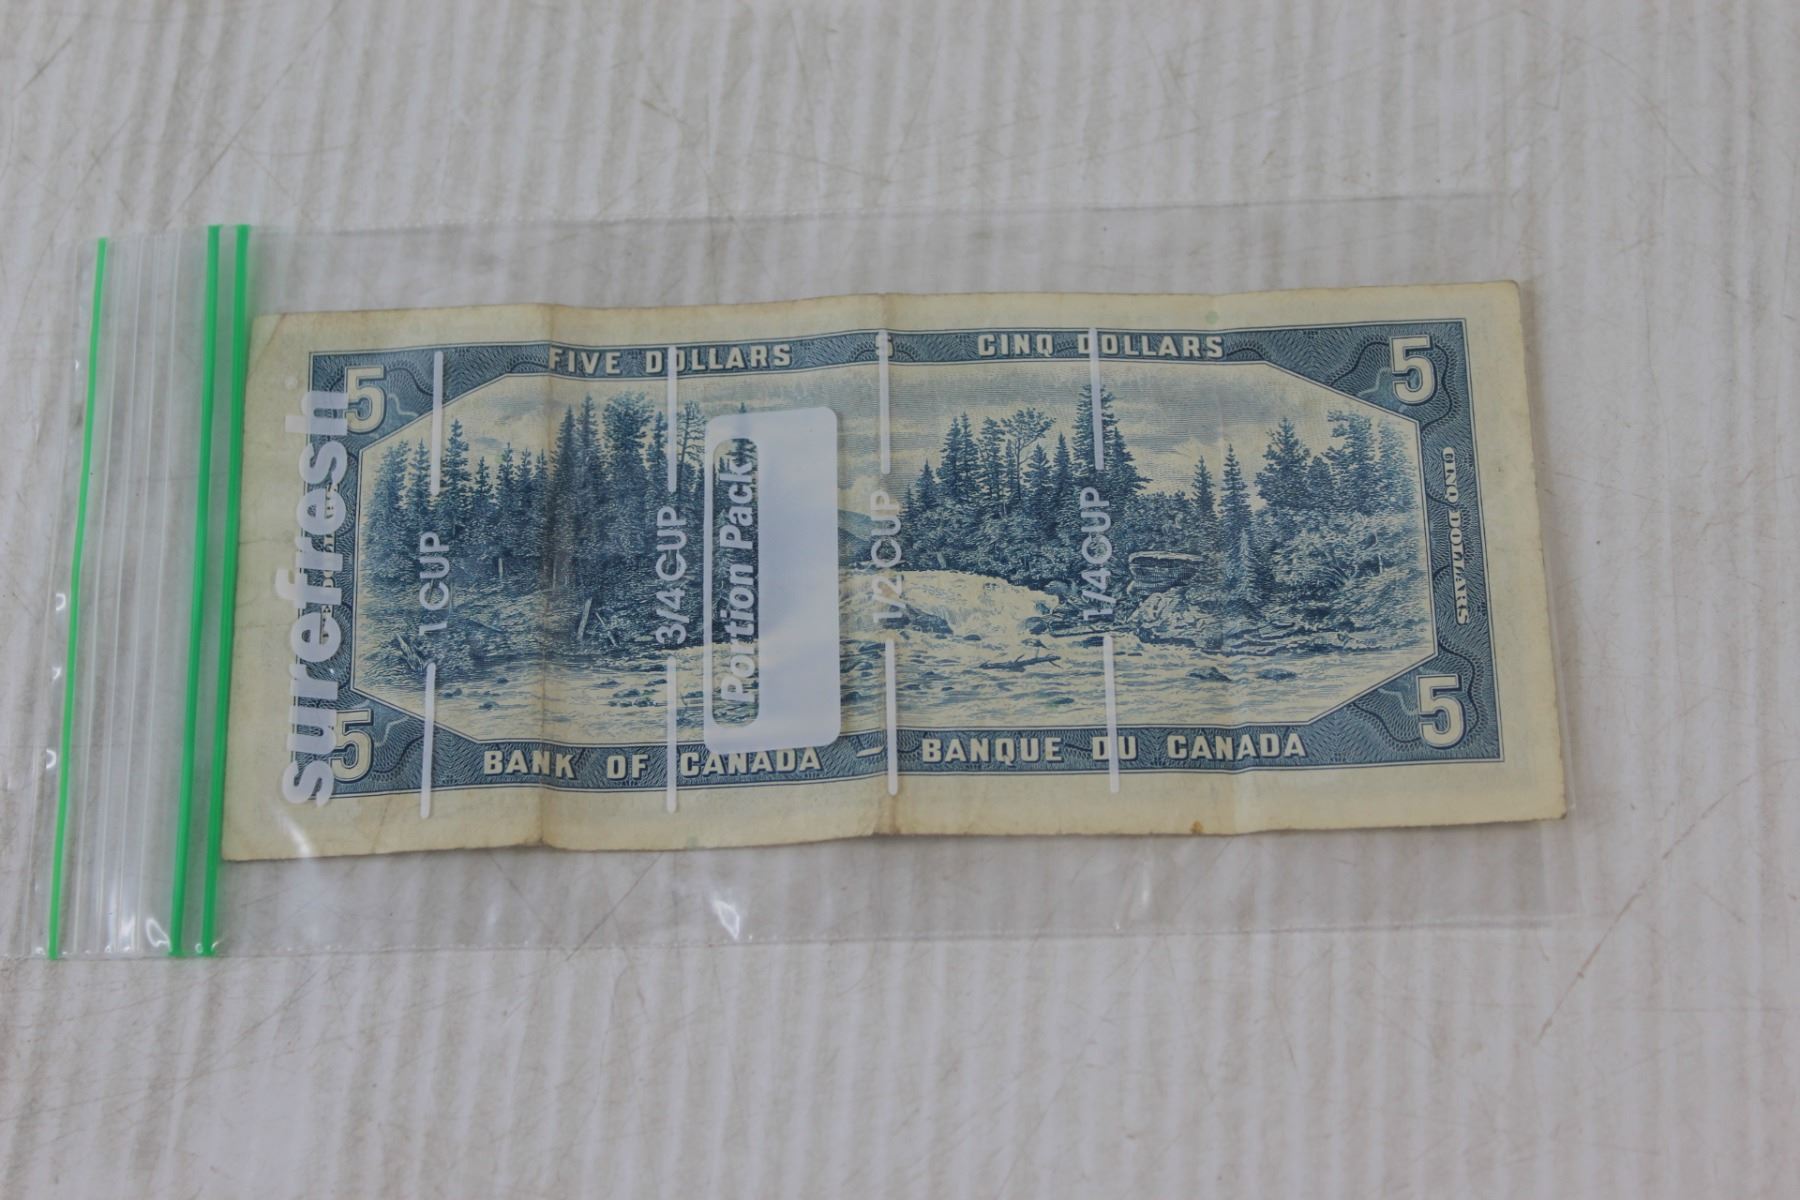 FIVE DOLLARS 5 CINQ DOLLARS
5 5
surefresh
1 CUP
3/4 CUP
Portion Pack
1/2 CUP
1/4 CUP
CINQ DOLLARS
5 5
BANK OF CANADA BANQUE DU CANADA